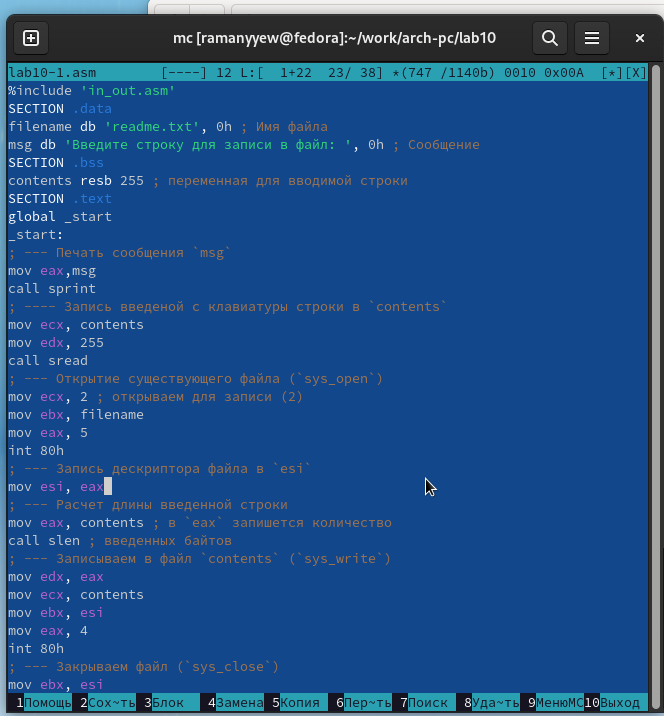 mc [ramanyyew@fedora]:~/work/arch-pc/lab10
lab10-1.asm [----] 12 L:[ 1+22 23/ 38] *(747 /1140b) 0010 0x00A [*][X]
%include 'in_out.asm'
SECTION .data
filename db 'readme.txt', 0h ; Имя файла
msg db 'Введите строку для записи в файл: ', 0h ; Сообщение
SECTION .bss
contents resb 255 ; переменная для вводимой строки
SECTION .text
global _start
_start:
; --- Печать сообщения `msg`
mov eax,msg
call sprint
; ---- Запись введеной с клавиатуры строки в `contents`
mov ecx, contents
mov edx, 255
call sread
; --- Открытие существующего файла (`sys_open`)
mov ecx, 2 ; открываем для записи (2)
mov ebx, filename
mov eax, 5
int 80h
; --- Запись дескриптора файла в `esi`
mov esi, eax
; --- Расчет длины введенной строки
mov eax, contents ; в `eax` запишется количество
call slen ; введенных байтов
; --- Записываем в файл `contents` (`sys_write`)
mov edx, eax
mov ecx, contents
mov ebx, esi
mov eax, 4
int 80h
; --- Закрываем файл (`sys_close`)
mov ebx, esi
1Помощь 2Сох~ть 3Блок 4Замена 5Копия 6Пер~ть 7Поиск 8Уда~ть 9МенюMC 10Выход